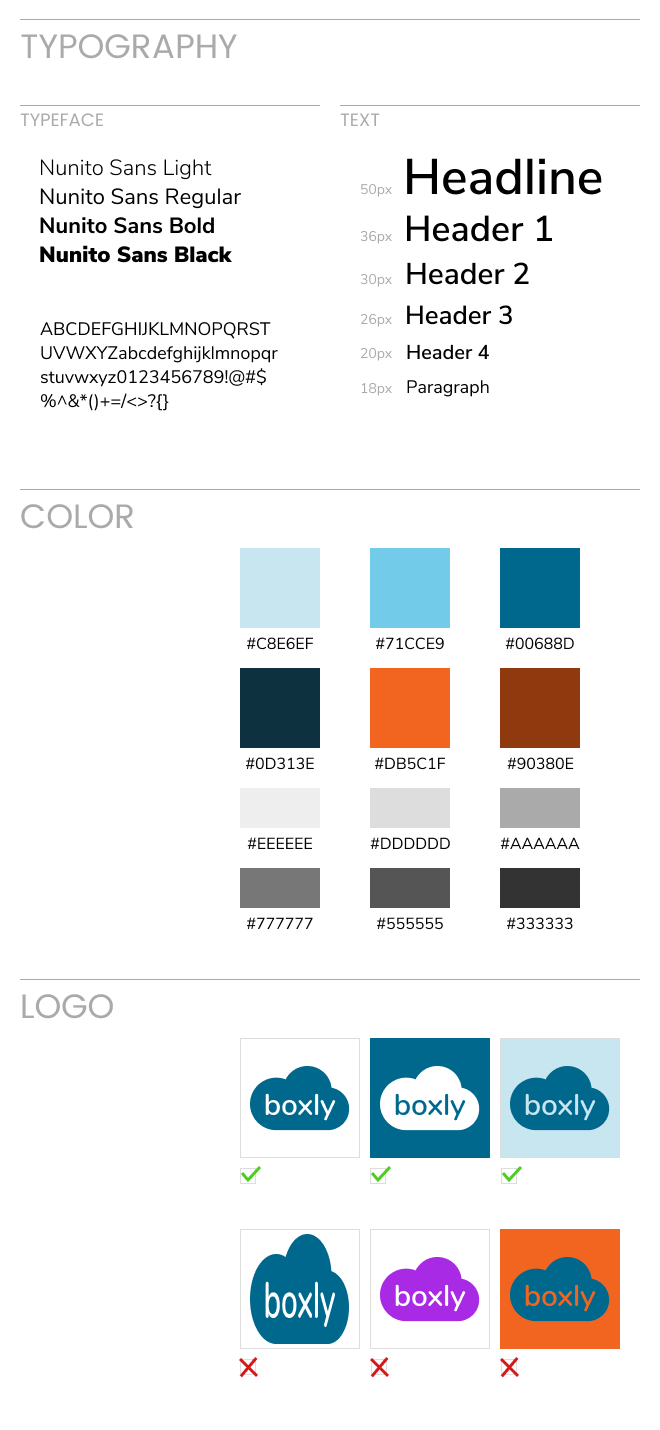 TYPOGRAPHY
TYPEFACE
Nunito Sans Light
Nunito Sans Regular
Nunito Sans Bold
Nunito Sans Black
ABCDEFGHIJKLMNOPQRST
UVWXYZabcdefghijklmnopqr
stuvwxyz0123456789!@#$
%^&*()+=/<>?{}
TEXT
50px Headline
36px Header 1
30px Header 2
26px Header 3
20px Header 4
18px Paragraph
COLOR
#C8E6EF #71CCE9 #00688D
#0D313E #DB5C1F #90380E
#EEEEEE #DDDDDD #AAAAAA
#777777 #555555 #333333
LOGO
boxly boxly boxly
boxly boxly boxly